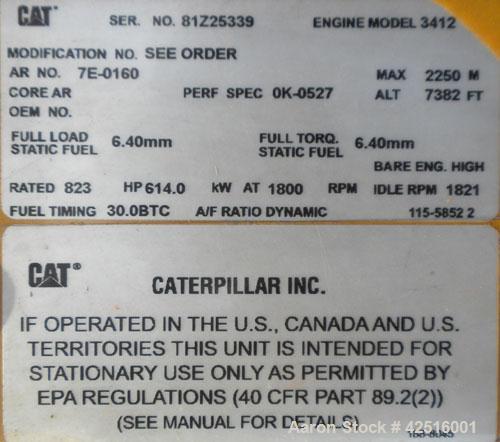 CAT SER. NO. 81Z25339 ENGINE MODEL 3412
MODIFICATION NO. SEE ORDER
AR NO. 7E-0160 MAX 2250 M
CORE AR PERF SPEC 0K-0527 ALT 7382 FT
OEM NO.
FULL LOAD STATIC FUEL 6.40mm FULL TORQ. STATIC FUEL 6.40mm
BARE ENG. HIGH
RATED 823 HP 614.0 kW AT 1800 RPM IDLE RPM 1821
FUEL TIMING 30.0BTC A/F RATIO DYNAMIC 115-5852 2
CAT® CATERPILLAR INC.
IF OPERATED IN THE U.S., CANADA AND U.S.
TERRITORIES THIS UNIT IS INTENDED FOR
STATIONARY USE ONLY AS PERMITTED BY
EPA REGULATIONS (40 CFR PART 89.2(2))
(SEE MANUAL FOR DETAILS)
Aaron Stock # 42516001